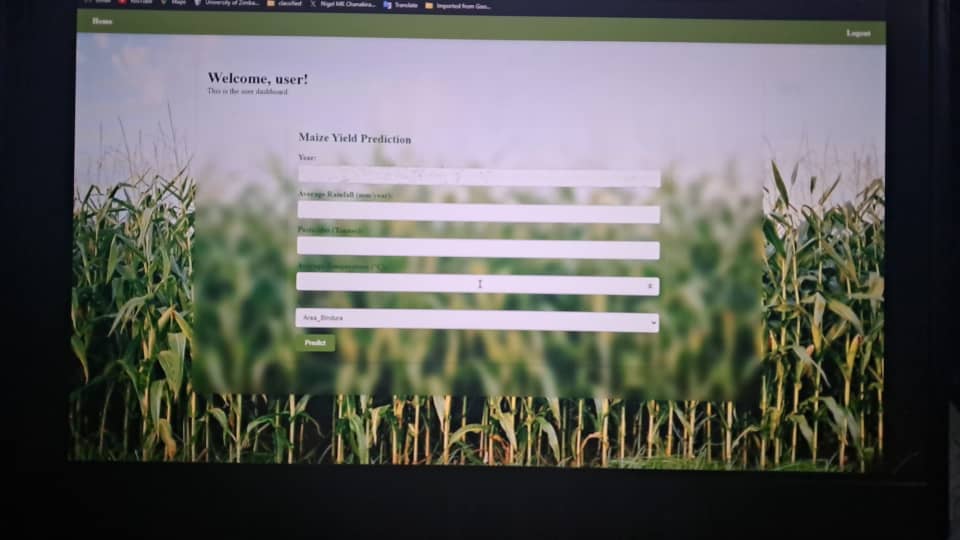 YouTube Maps University of Zimba... classified Nigel MK Chanakira... Translate Imported from Goo...
Home Logout
Welcome, user!
This is the user dashboard.
Maize Yield Prediction
Year:
Average Rainfall (mm/year):
Pesticides (Tonnes):
Average Temperature (°C):
Area_Bindura
Predict